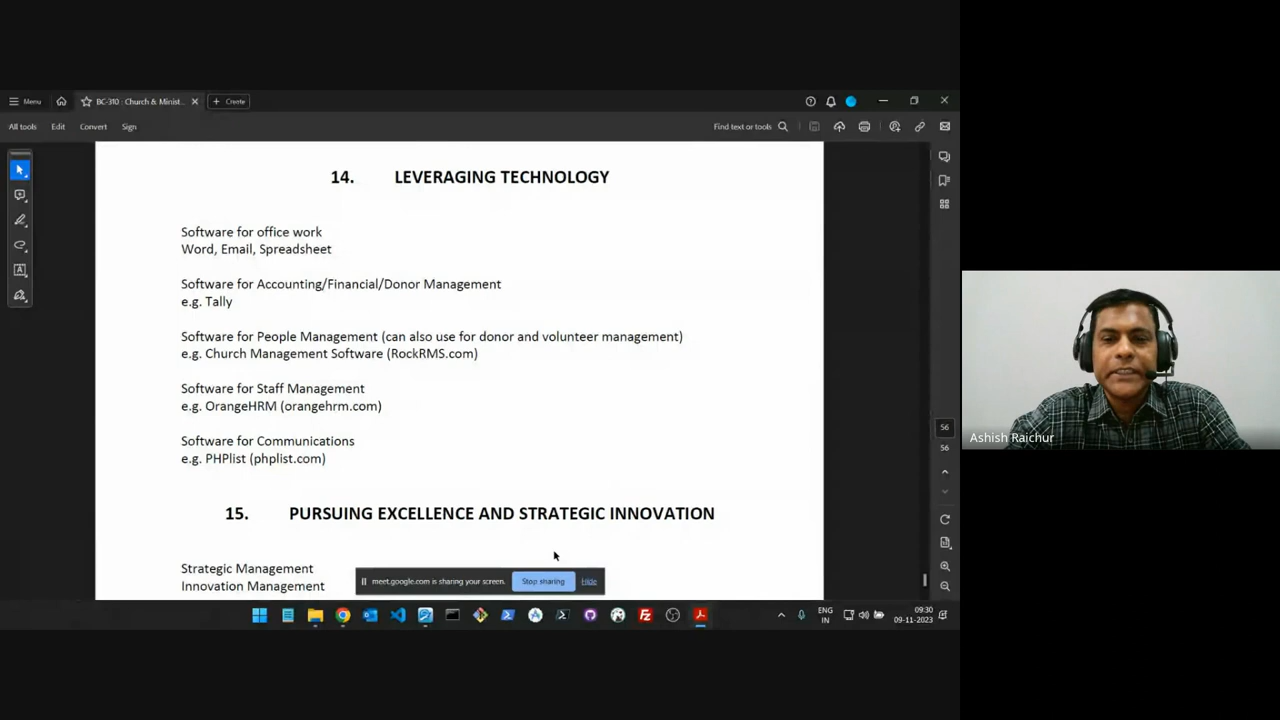 Menu
BC-310 : Church & Minist...
Create
All tools
Edit
Convert
Sign
Find text or tools
14. LEVERAGING TECHNOLOGY
Software for office work
Word, Email, Spreadsheet
Software for Accounting/Financial/Donor Management
e.g. Tally
Software for People Management (can also use for donor and volunteer management)
e.g. Church Management Software (RockRMS.com)
Software for Staff Management
e.g. OrangeHRM (orangehrm.com)
Software for Communications
e.g. PHPlist (phplist.com)
15. PURSUING EXCELLENCE AND STRATEGIC INNOVATION
Strategic Management
Innovation Management
meet.google.com is sharing your screen.
Stop sharing
Hide
56
56
ENG
IN
09:30
09-11-2023
Ashish Raichur